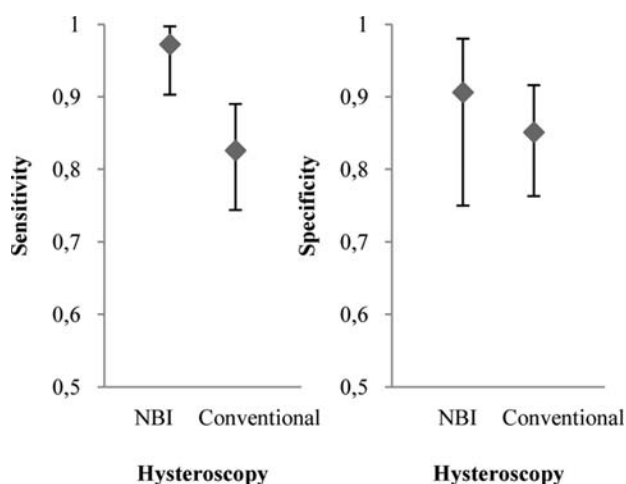 1
0,9
0,8
0,7
0,6
0,5
Sensitivity
NBI Conventional
Hysteroscopy
1
0,9
0,8
0,7
0,6
0,5
Specificity
NBI Conventional
Hysteroscopy